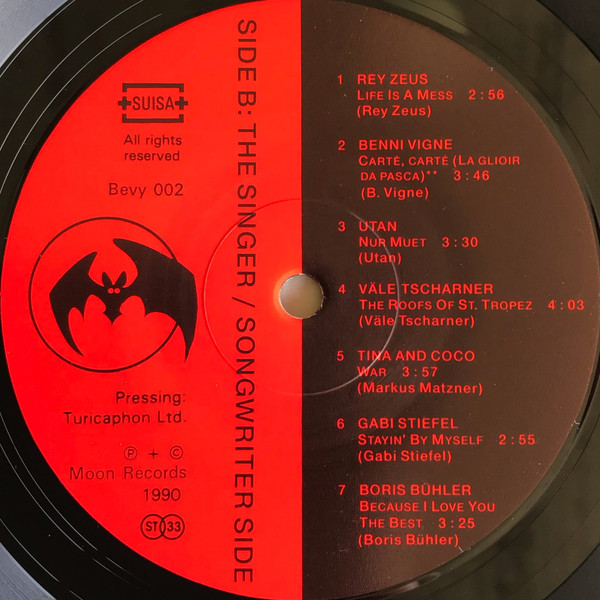 SUISA
All rights
reserved
Bevy 002
Pressing:
Turicaphon Ltd.
Ⓟ + ©
Moon Records
1990
ST 33
SIDE B: THE SINGER / SONGWRITER SIDE
1 REY ZEUS
LIFE IS A MESS 2:56
(Rey Zeus)
2 BENNI VIGNE
CARTÉ, CARTÉ (LA GLIOIR
DA PASCA)** 3:46
(B. Vigne)
3 UTAN
NUR MUET 3:30
(Utan)
4 VÄLE TSCHARNER
THE ROOFS OF ST. TROPEZ 4:03
(Väle Tscharner)
5 TINA AND COCO
WAR 3:57
(Markus Matzner)
6 GABI STIEFEL
STAYIN' BY MYSELF 2:55
(Gabi Stiefel)
7 BORIS BÜHLER
BECAUSE I LOVE YOU
THE BEST 3:25
(Boris Bühler)